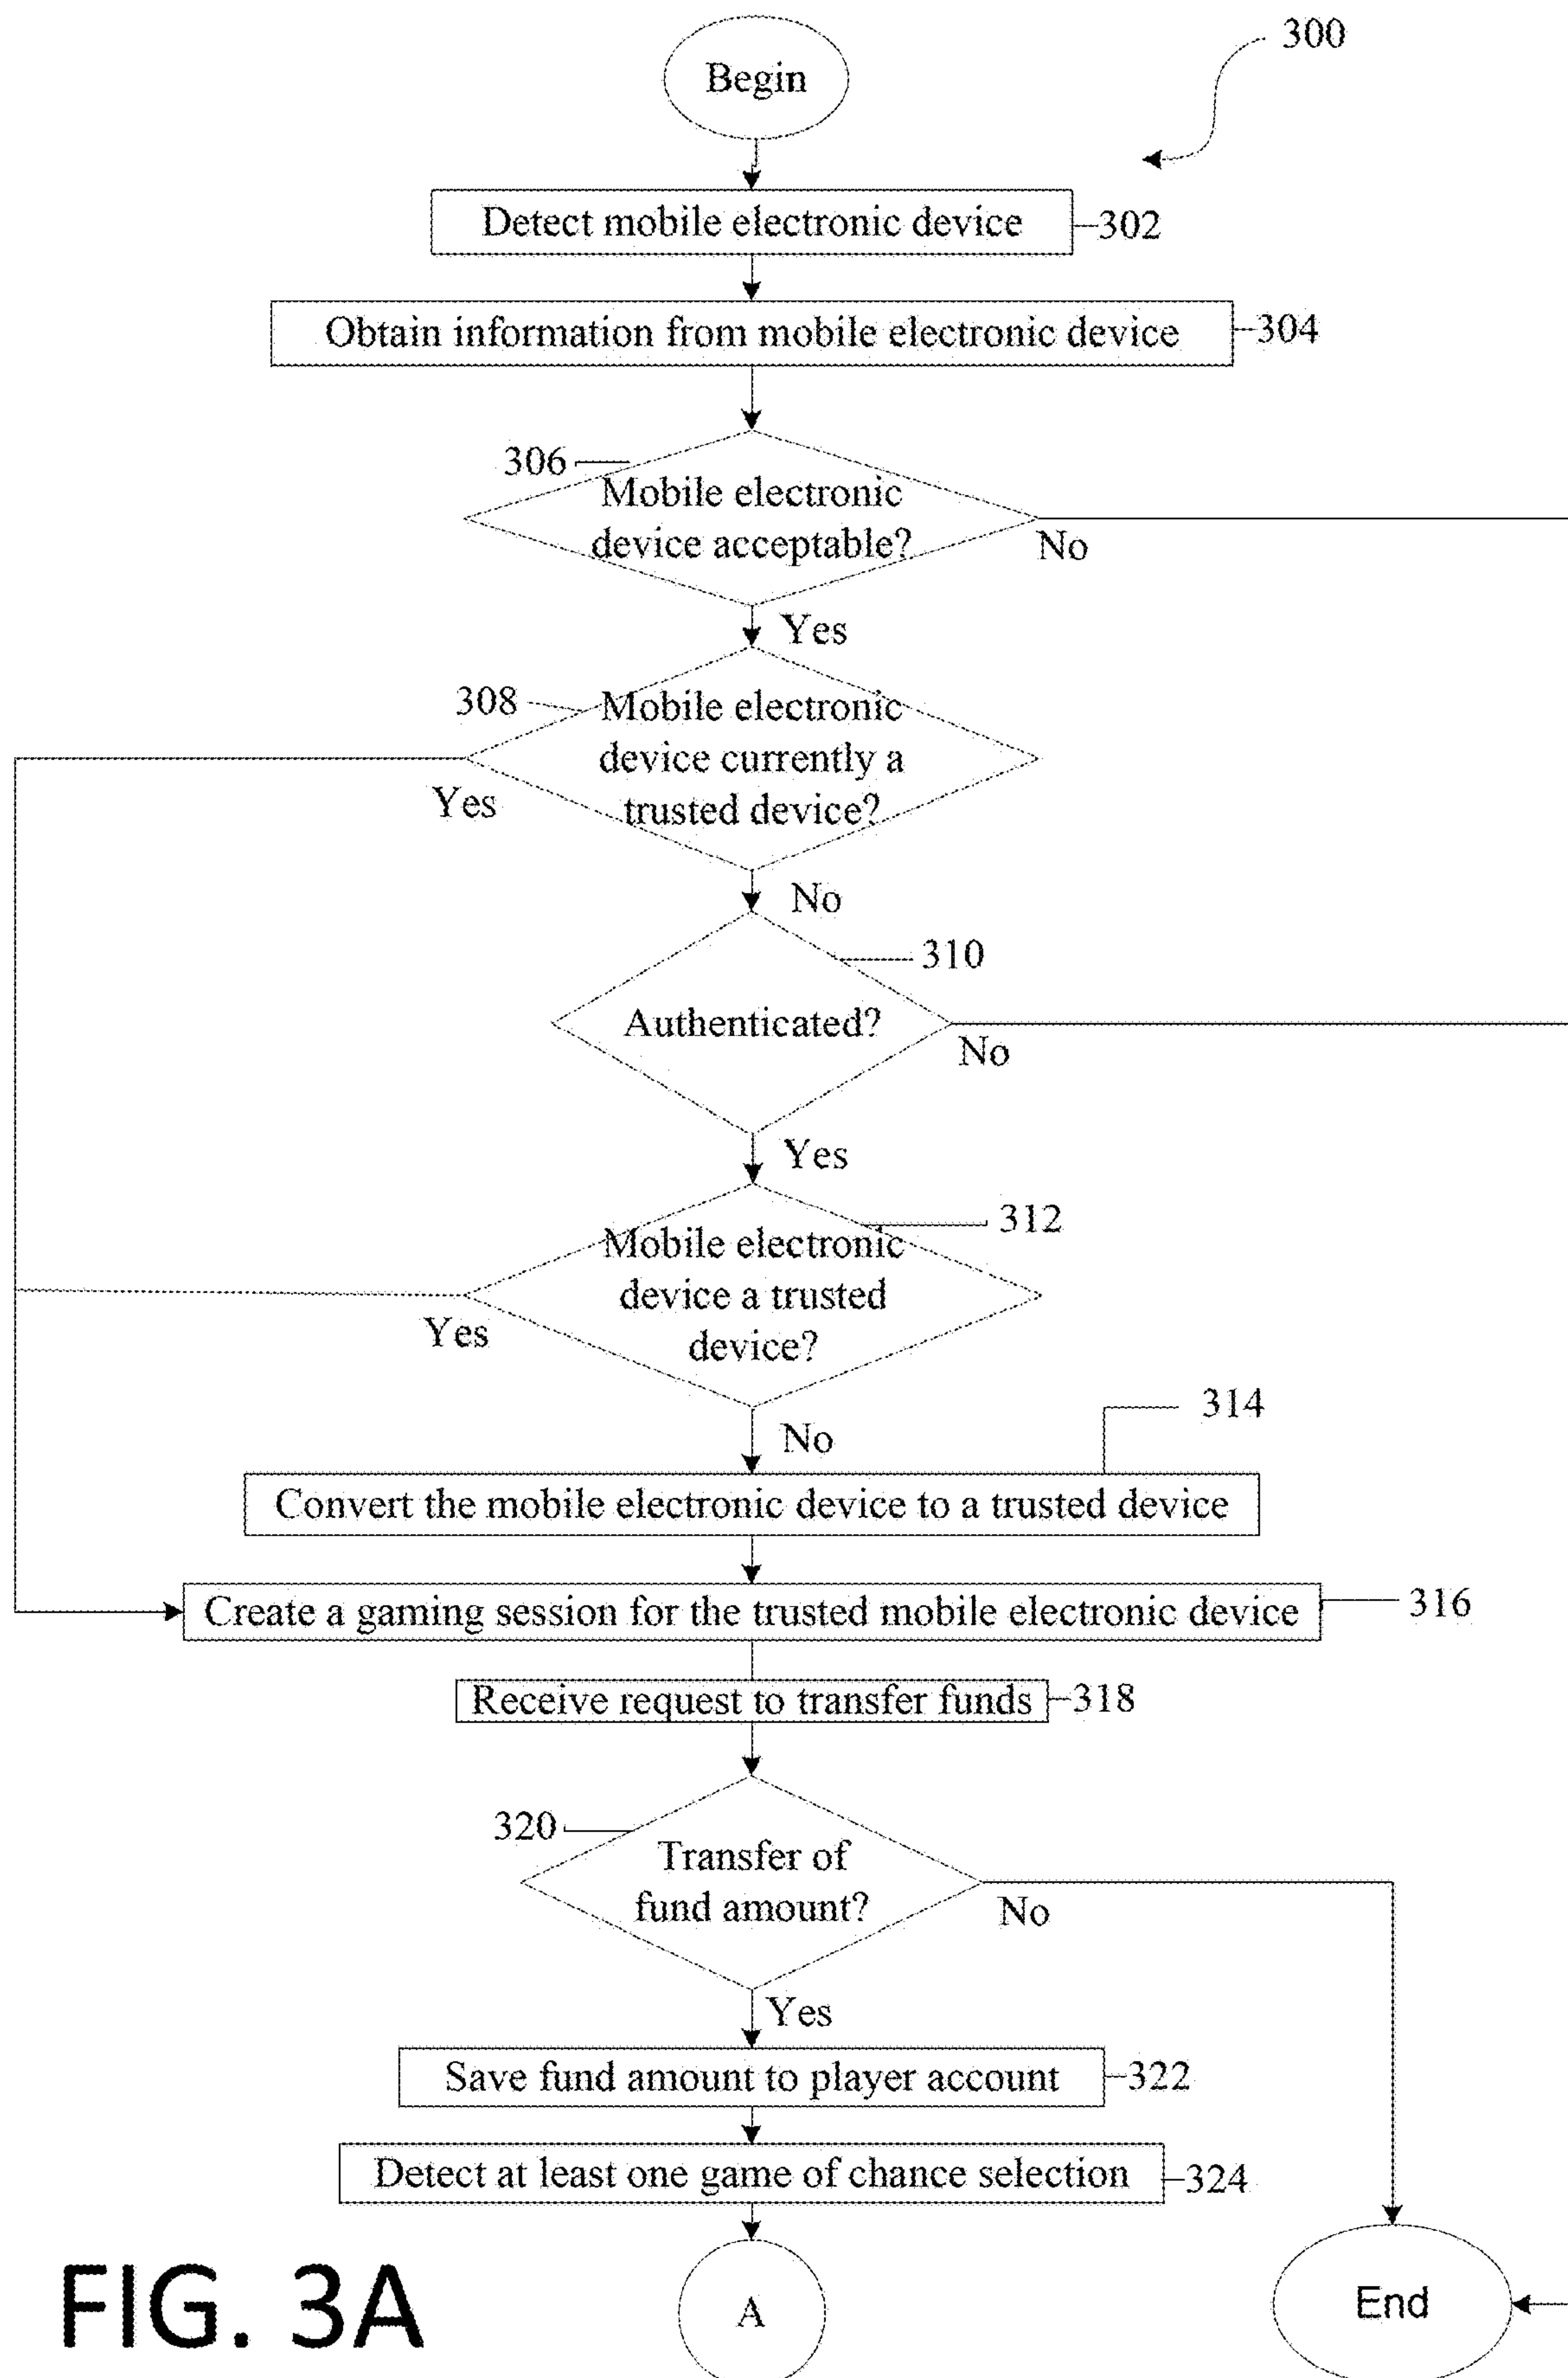 Begin
300
Detect mobile electronic device
302
Obtain information from mobile electronic device
304
306
Mobile electronic
device acceptable?
No
Yes
308
Mobile electronic
device currently a
trusted device?
Yes
No
310
Authenticated?
No
Yes
312
Mobile electronic
device a trusted
device?
Yes
No
314
Convert the mobile electronic device to a trusted device
Create a gaming session for the trusted mobile electronic device
316
Receive request to transfer funds
318
320
Transfer of
fund amount?
No
Yes
Save fund amount to player account
322
Detect at least one game of chance selection
324
FIG. 3A
A
End